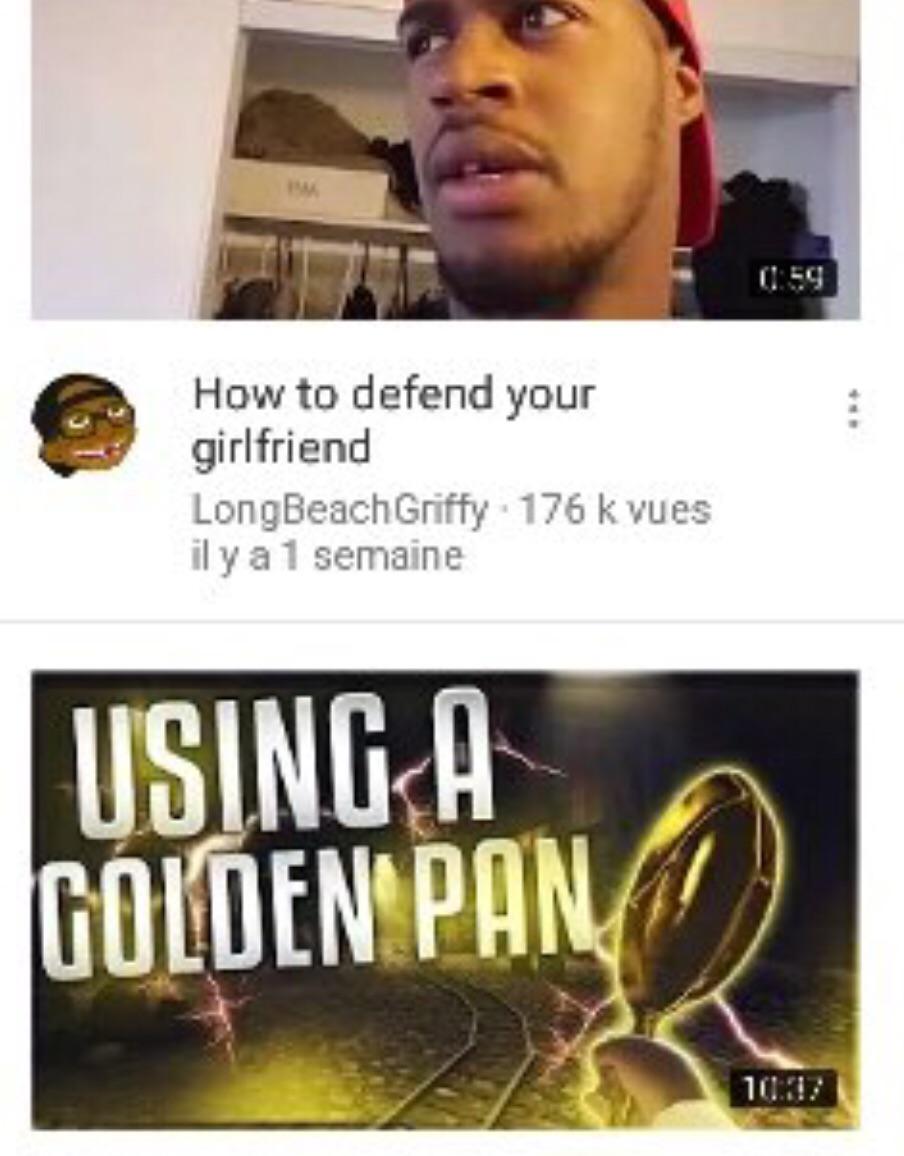 0:59
How to defend your
girlfriend
LongBeachGriffy · 176 k vues
il y a 1 semaine
USING A
GOLDEN PAN
10:37